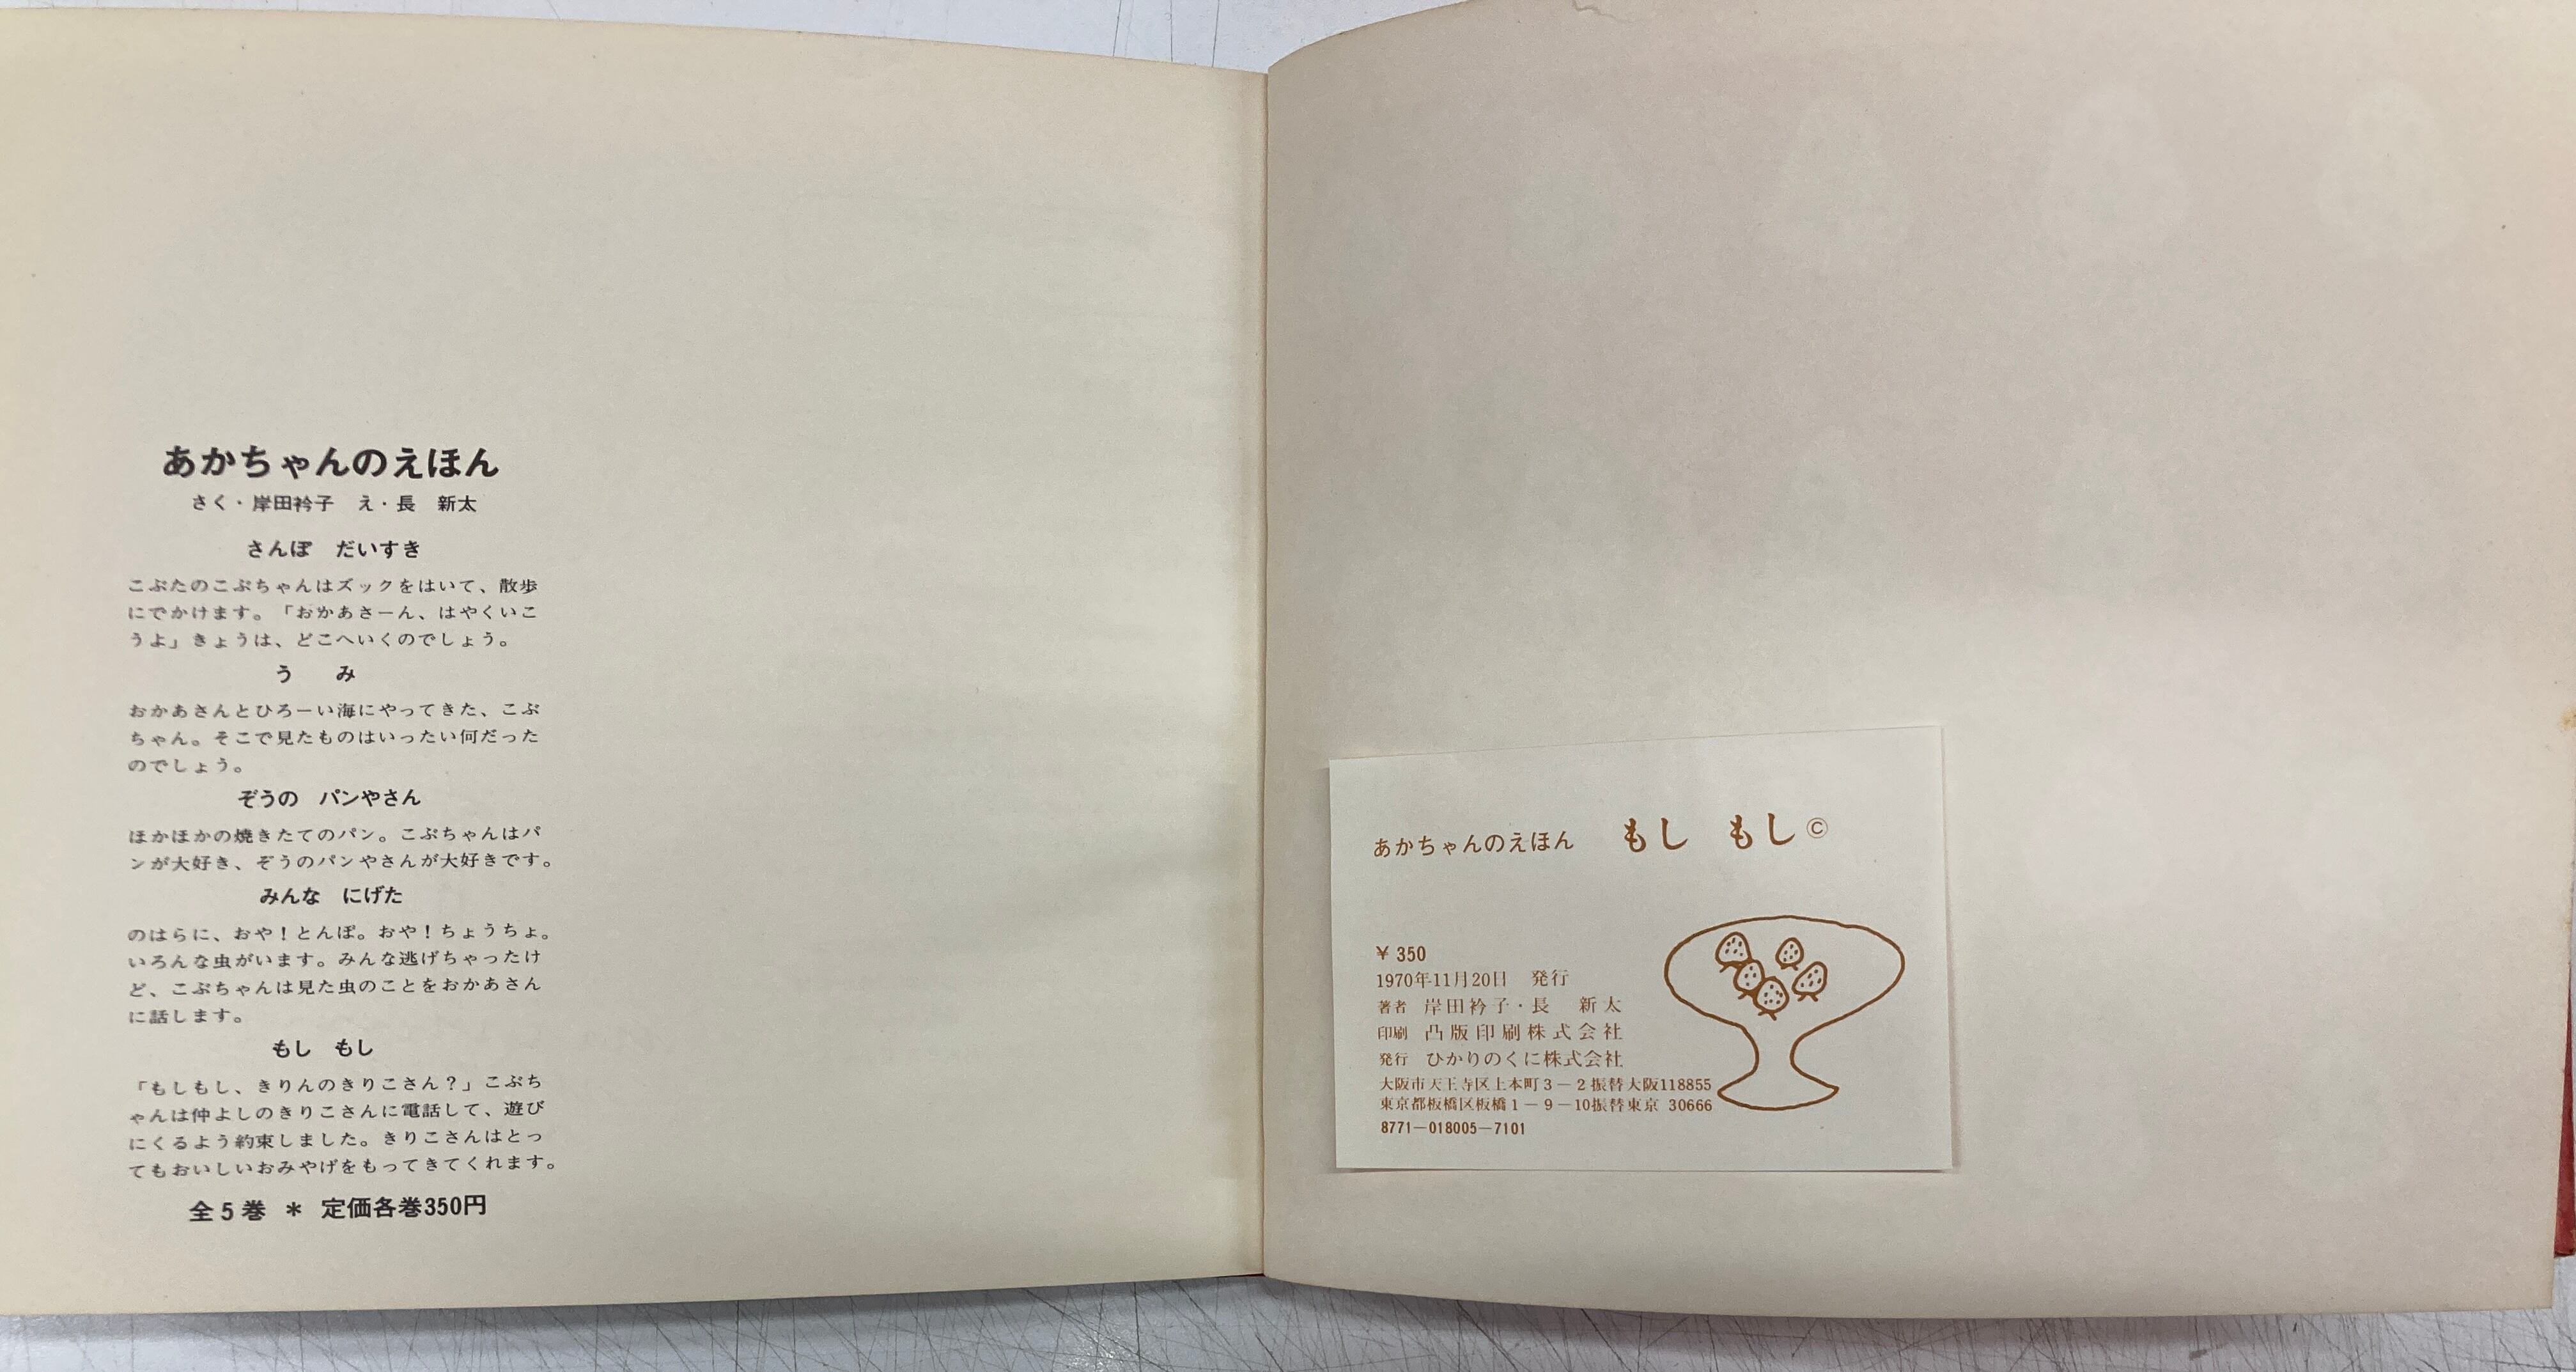 あかちゃんのえほん
さく・岸田衿子　え・長　新太
さんぽ　だいすき
こぶたのこぶちゃんはズックをはいて、散歩
にでかけます。「おかあさーん、はやくいこ
うよ」きょうは、どこへいくのでしょう。
う　み
おかあさんとひろーい海にやってきた、こぶ
ちゃん。そこで見たものはいったい何だった
のでしょう。
ぞうの　パンやさん
ほかほかの焼きたてのパン。こぶちゃんはパ
ンが大好き、ぞうのパンやさんが大好きです。
みんな　にげた
のはらに、おや！とんぼ。おや！ちょうちょ。
いろんな虫がいます。みんな逃げちゃったけ
ど、こぶちゃんは見た虫のことをおかあさん
に話します。
もし　もし
「もしもし、きりんのきりこさん？」こぶち
ゃんは仲よしのきりこさんに電話して、遊び
にくるよう約束しました。きりこさんはとっ
てもおいしいおみやげをもってきてくれます。
全5巻 ＊ 定価各巻350円
あかちゃんのえほん　もし　もし©
¥ 350
1970年11月20日　発行
著者　岸田衿子・長　新太
印刷　凸版印刷株式会社
発行　ひかりのくに株式会社
大阪市天王寺区上本町3－2振替大阪118855
東京都板橋区板橋1－9－10振替東京 30666
8771－018005－7101